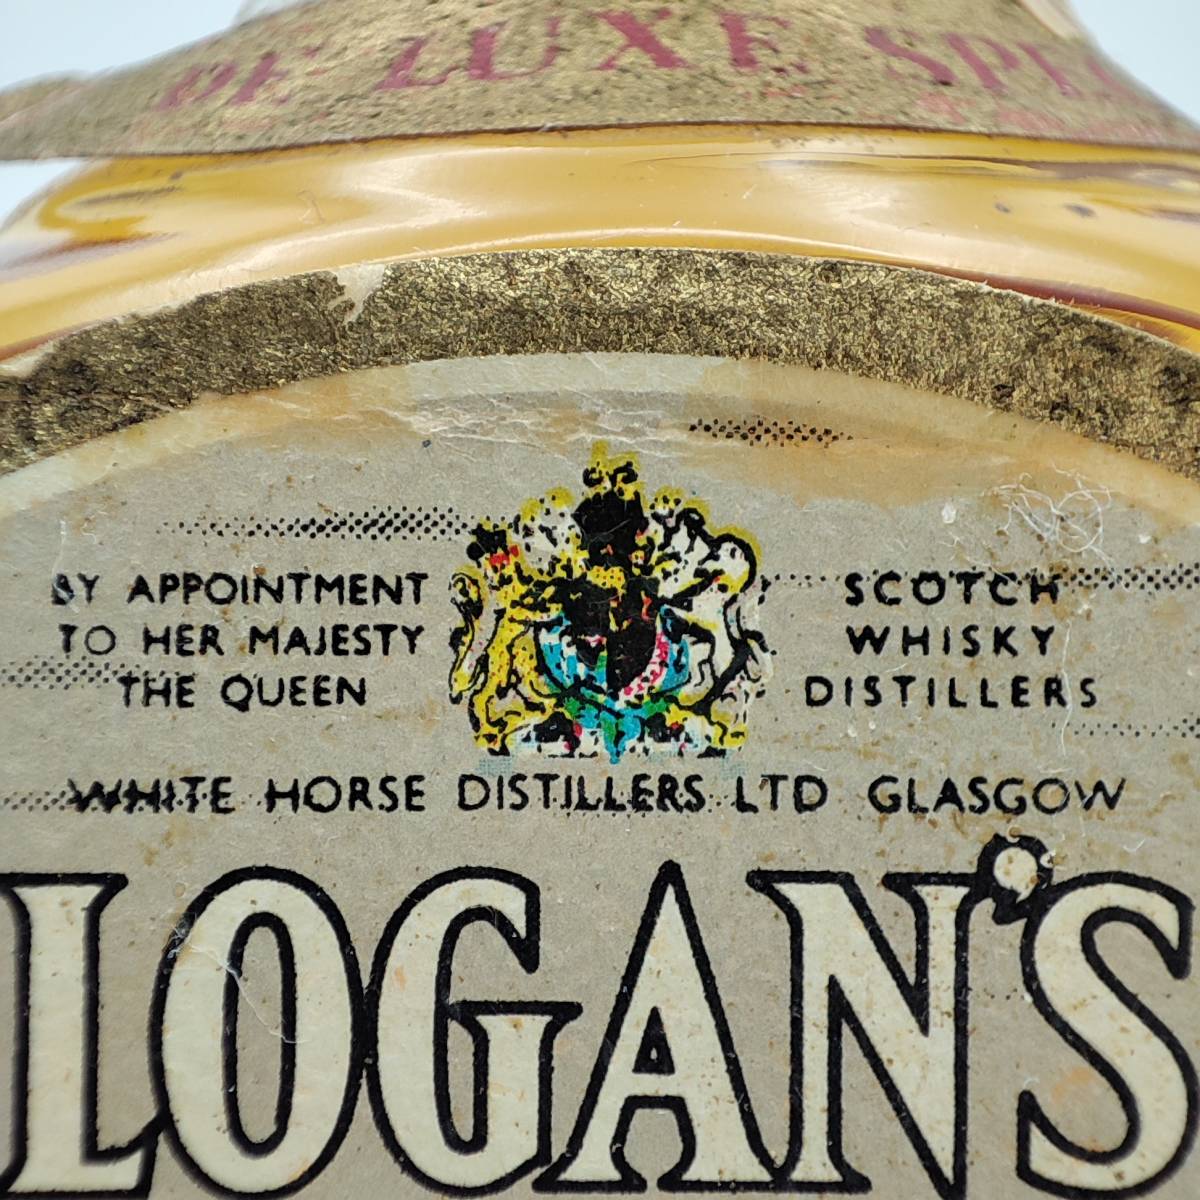 DE LUXE
BY APPOINTMENT
TO HER MAJESTY
THE QUEEN
SCOTCH
WHISKY
DISTILLERS
WHITE HORSE DISTILLERS LTD GLASGOW
LOGAN'S